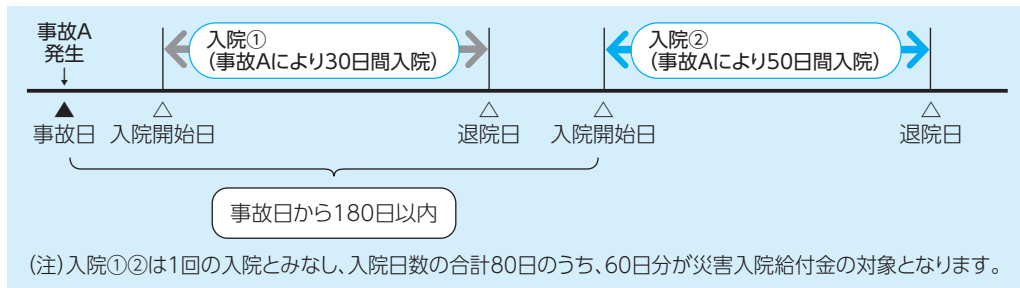 事故A
発生
↓
入院①
(事故Aにより30日間入院)
入院②
(事故Aにより50日間入院)
▲
△
△
△
△
事故日
入院開始日
退院日
入院開始日
退院日
事故日から180日以内
(注)入院①②は1回の入院とみなし、入院日数の合計80日のうち、60日分が災害入院給付金の対象となります。